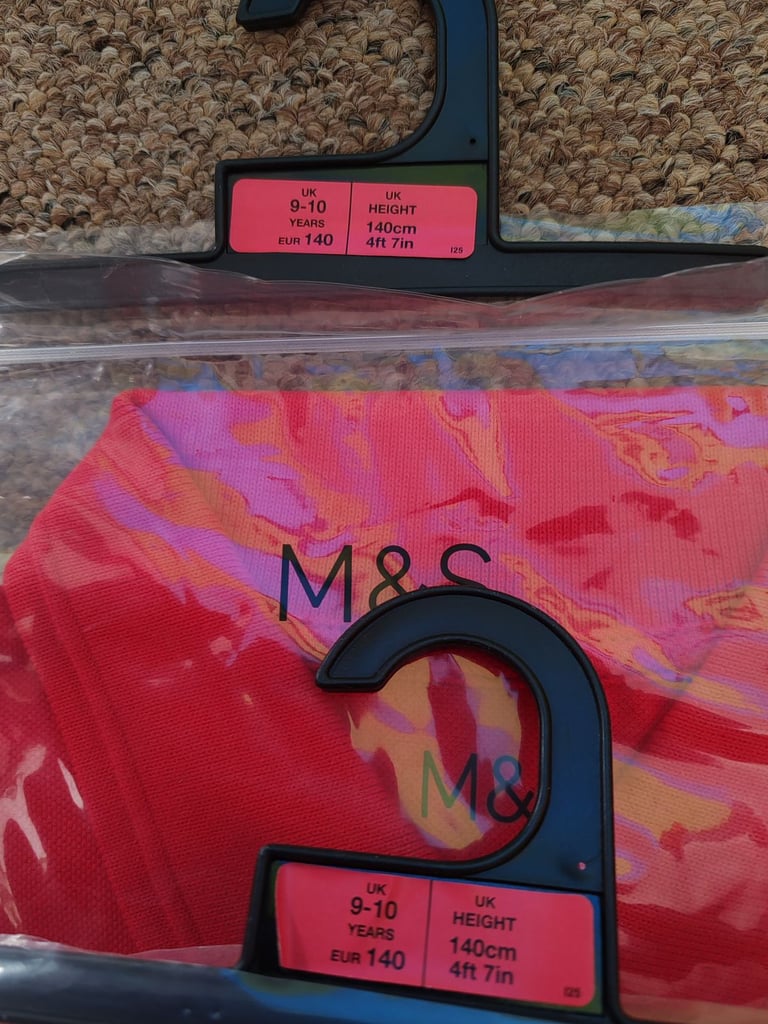 UK
9-10
YEARS
EUR 140
UK
HEIGHT
140cm
4ft 7in
I25
M&S
M&
UK
9-10
YEARS
EUR 140
UK
HEIGHT
140cm
4ft 7in
I25